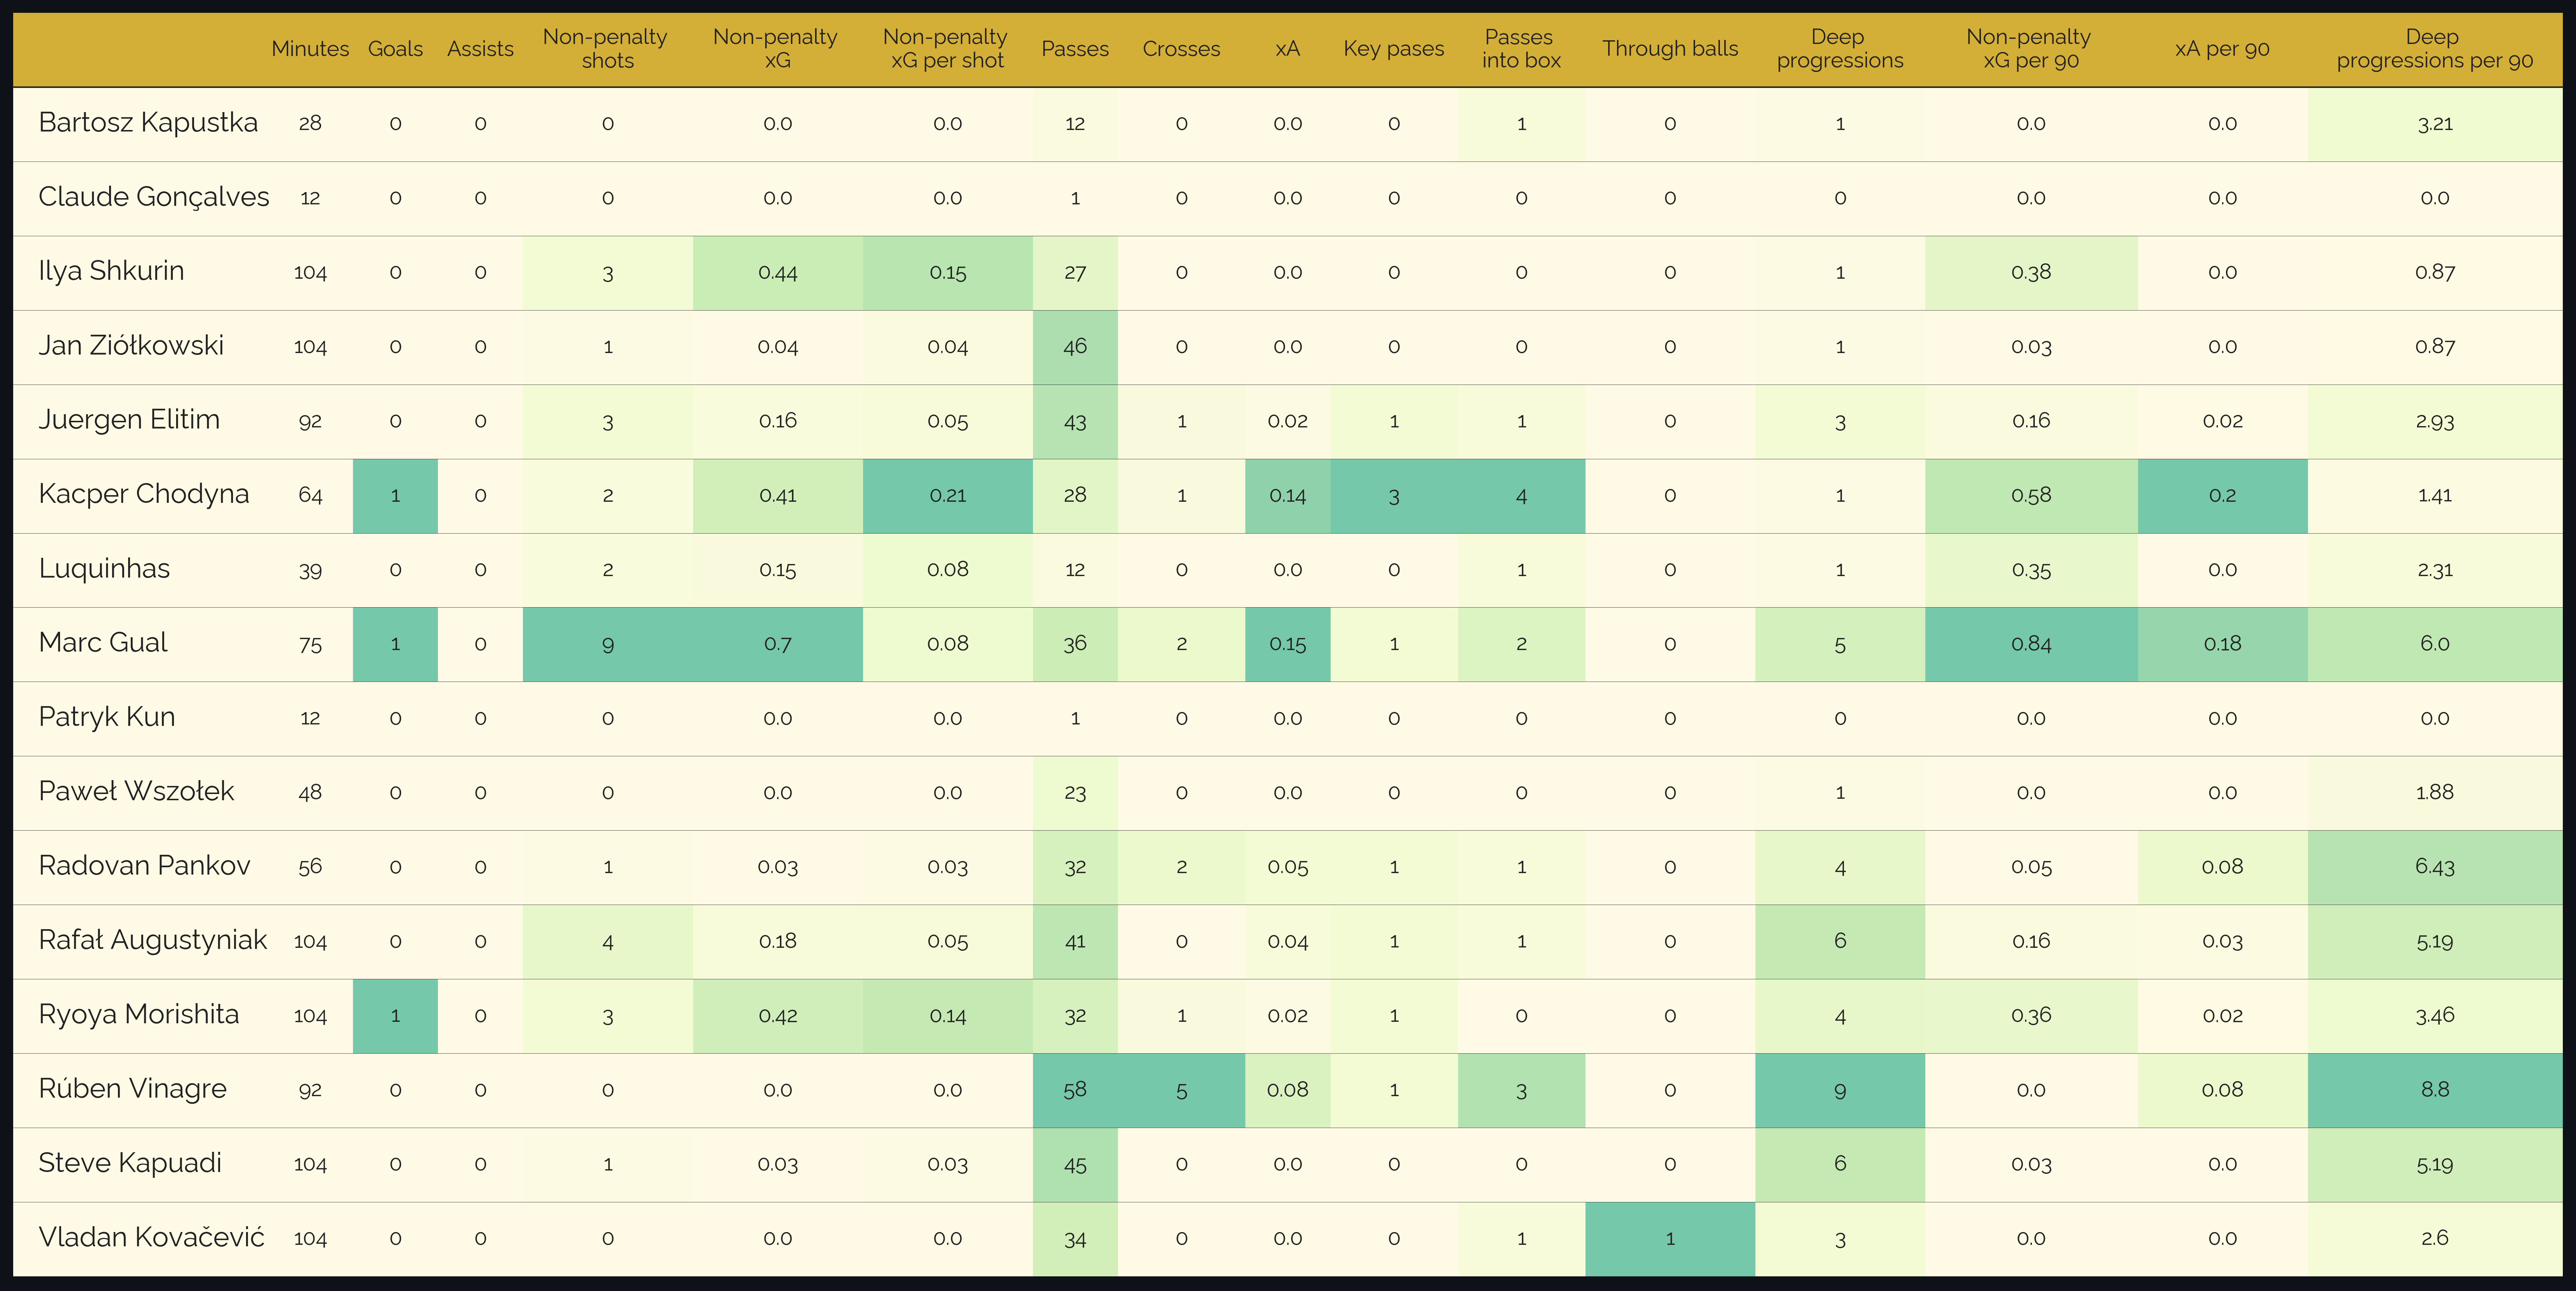 Minutes Goals Assists Non-penalty shots Non-penalty xG Non-penalty xG per shot Passes Crosses xA Key pases Passes into box Through balls Deep progressions Non-penalty xG per 90 xA per 90 Deep progressions per 90
Bartosz Kapustka 28 0 0 0 0.0 0.0 12 0 0.0 0 1 0 1 0.0 0.0 3.21
Claude Gonçalves 12 0 0 0 0.0 0.0 1 0 0.0 0 0 0 0 0.0 0.0 0.0
Ilya Shkurin 104 0 0 3 0.44 0.15 27 0 0.0 0 0 0 1 0.38 0.0 0.87
Jan Ziółkowski 104 0 0 1 0.04 0.04 46 0 0.0 0 0 0 1 0.03 0.0 0.87
Juergen Elitim 92 0 0 3 0.16 0.05 43 1 0.02 1 1 0 3 0.16 0.02 2.93
Kacper Chodyna 64 1 0 2 0.41 0.21 28 1 0.14 3 4 0 1 0.58 0.2 1.41
Luquinhas 39 0 0 2 0.15 0.08 12 0 0.0 0 1 0 1 0.35 0.0 2.31
Marc Gual 75 1 0 9 0.7 0.08 36 2 0.15 1 2 0 5 0.84 0.18 6.0
Patryk Kun 12 0 0 0 0.0 0.0 1 0 0.0 0 0 0 0 0.0 0.0 0.0
Paweł Wszołek 48 0 0 0 0.0 0.0 23 0 0.0 0 0 0 1 0.0 0.0 1.88
Radovan Pankov 56 0 0 1 0.03 0.03 32 2 0.05 1 1 0 4 0.05 0.08 6.43
Rafał Augustyniak 104 0 0 4 0.18 0.05 41 0 0.04 1 1 0 6 0.16 0.03 5.19
Ryoya Morishita 104 1 0 3 0.42 0.14 32 1 0.02 1 0 0 4 0.36 0.02 3.46
Rúben Vinagre 92 0 0 0 0.0 0.0 58 5 0.08 1 3 0 9 0.0 0.08 8.8
Steve Kapuadi 104 0 0 1 0.03 0.03 45 0 0.0 0 0 0 6 0.03 0.0 5.19
Vladan Kovačević 104 0 0 0 0.0 0.0 34 0 0.0 0 1 1 3 0.0 0.0 2.6